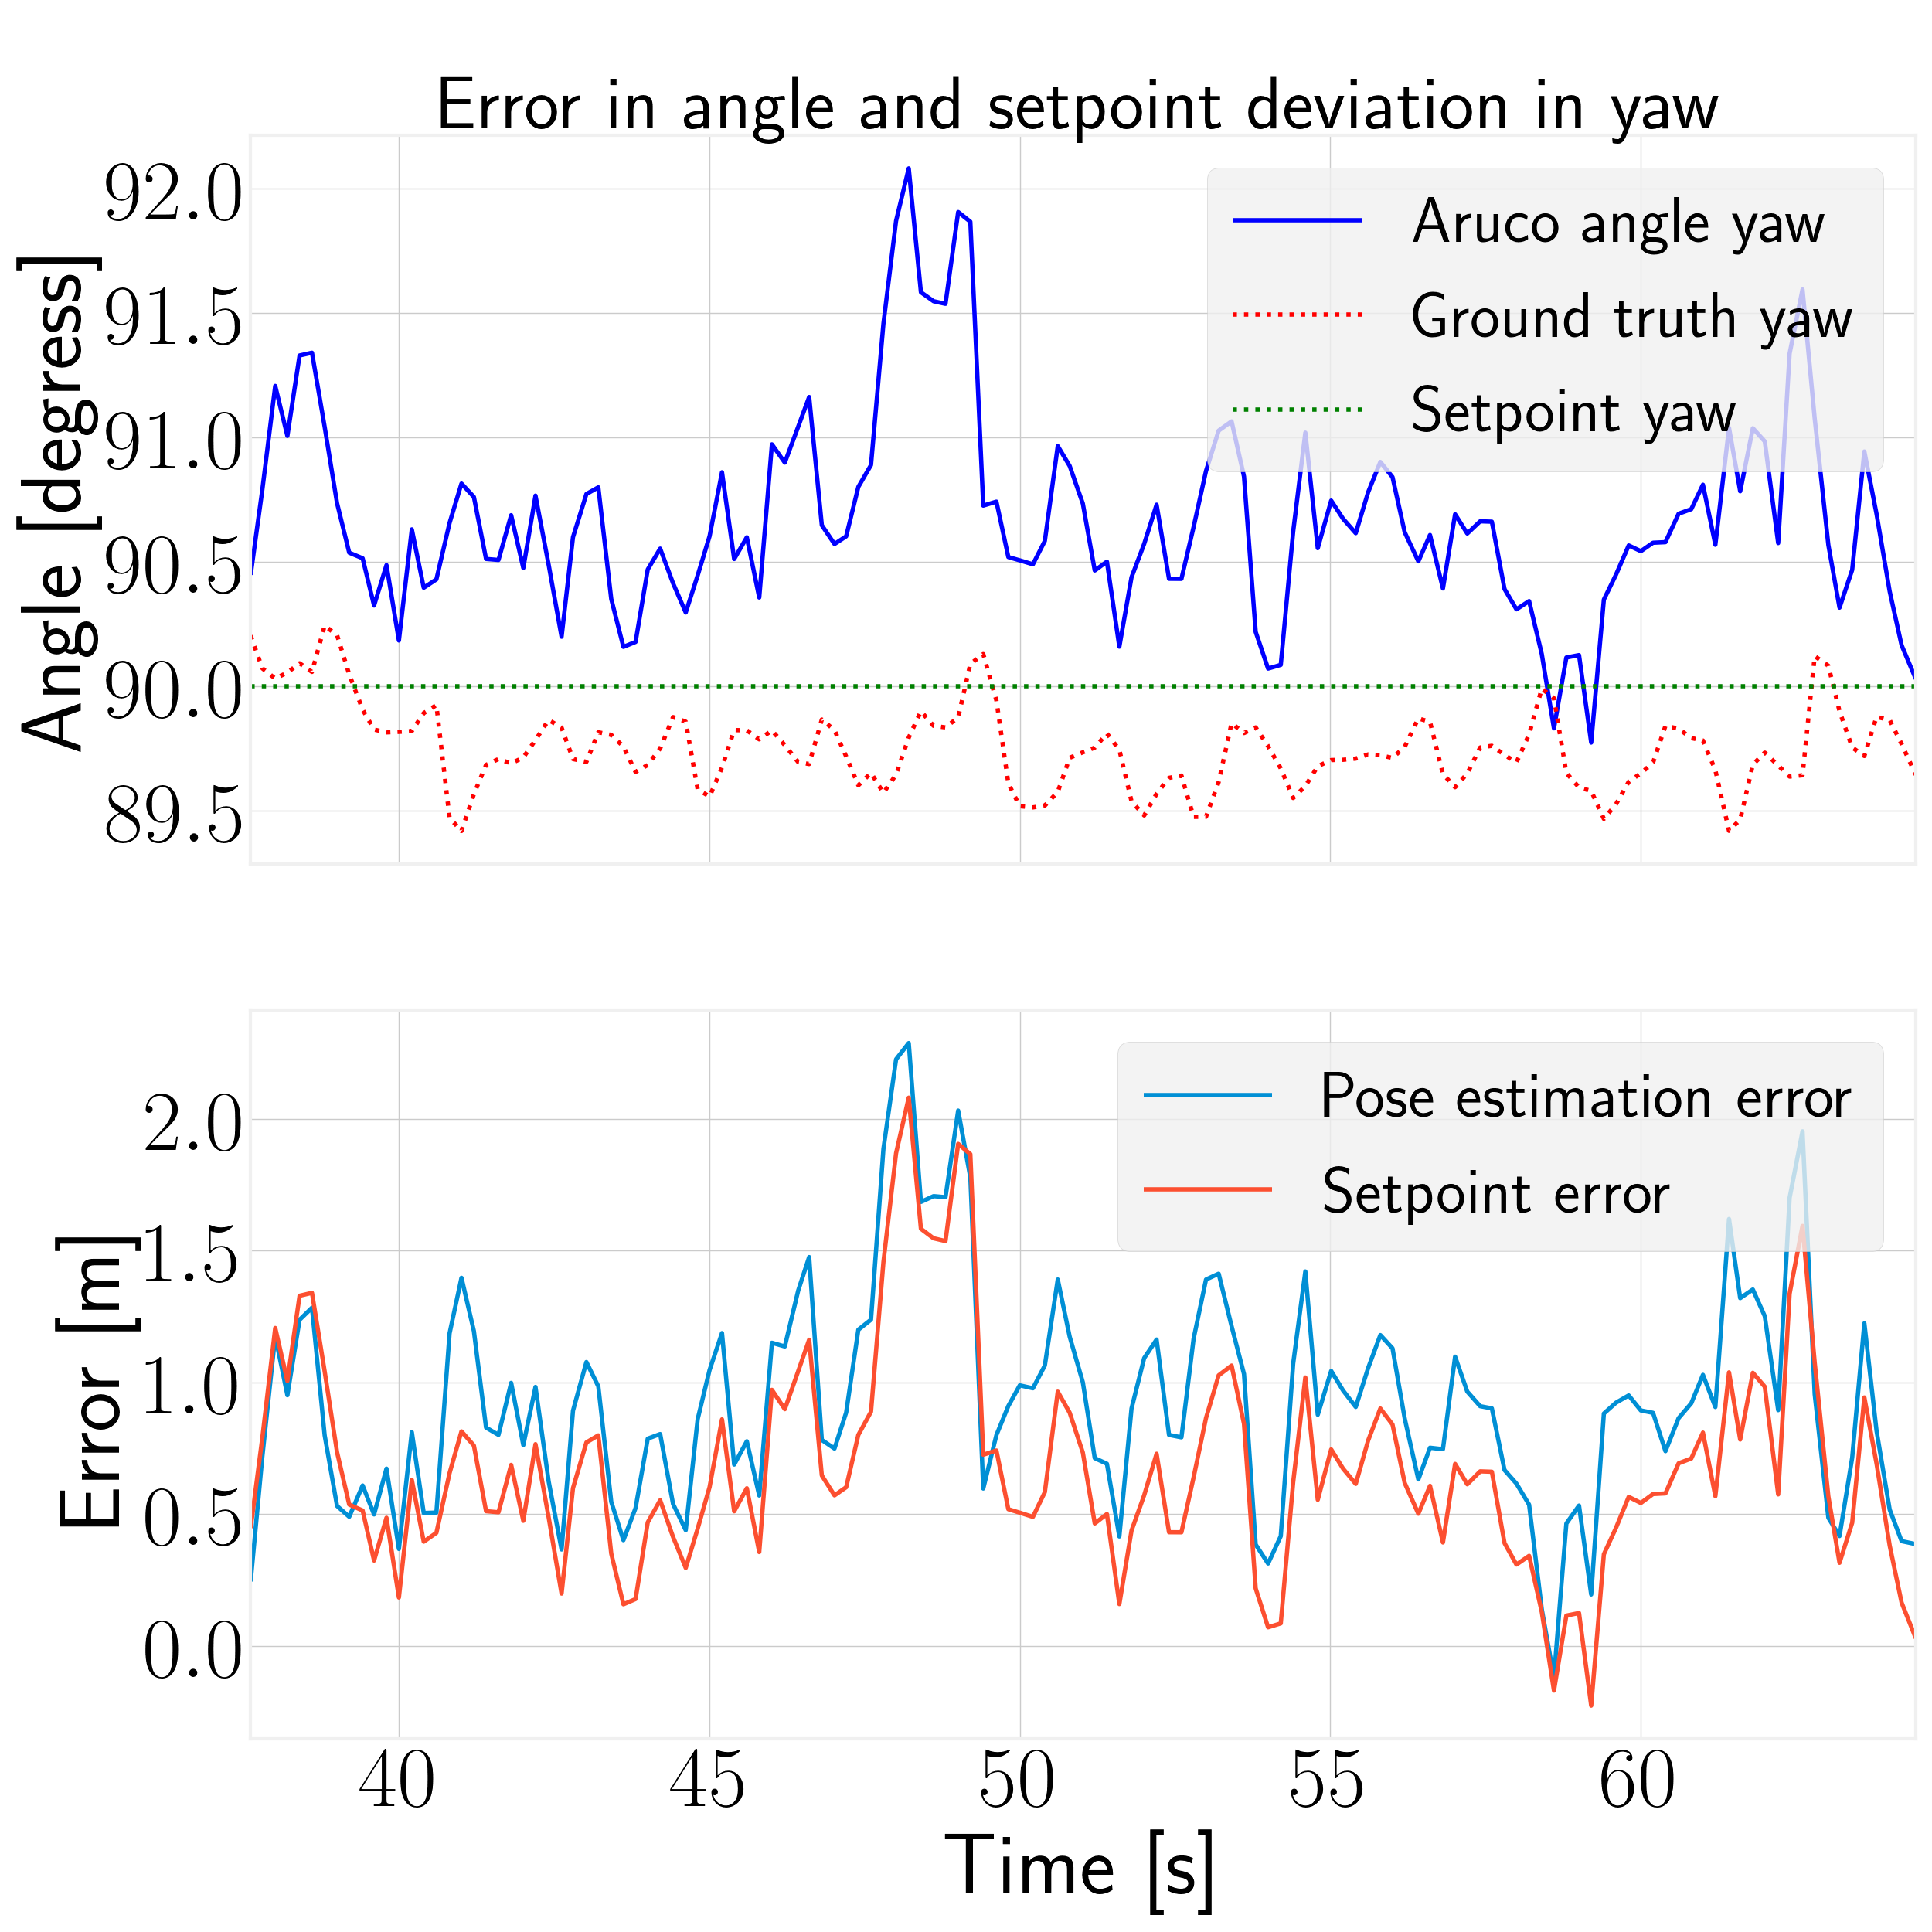 Error in angle and setpoint deviation in yaw
Angle [degress]
92.0
91.5
91.0
90.5
90.0
89.5
Aruco angle yaw
Ground truth yaw
Setpoint yaw
Error [m]
2.0
1.5
1.0
0.5
0.0
Pose estimation error
Setpoint error
40 45 50 55 60
Time [s]